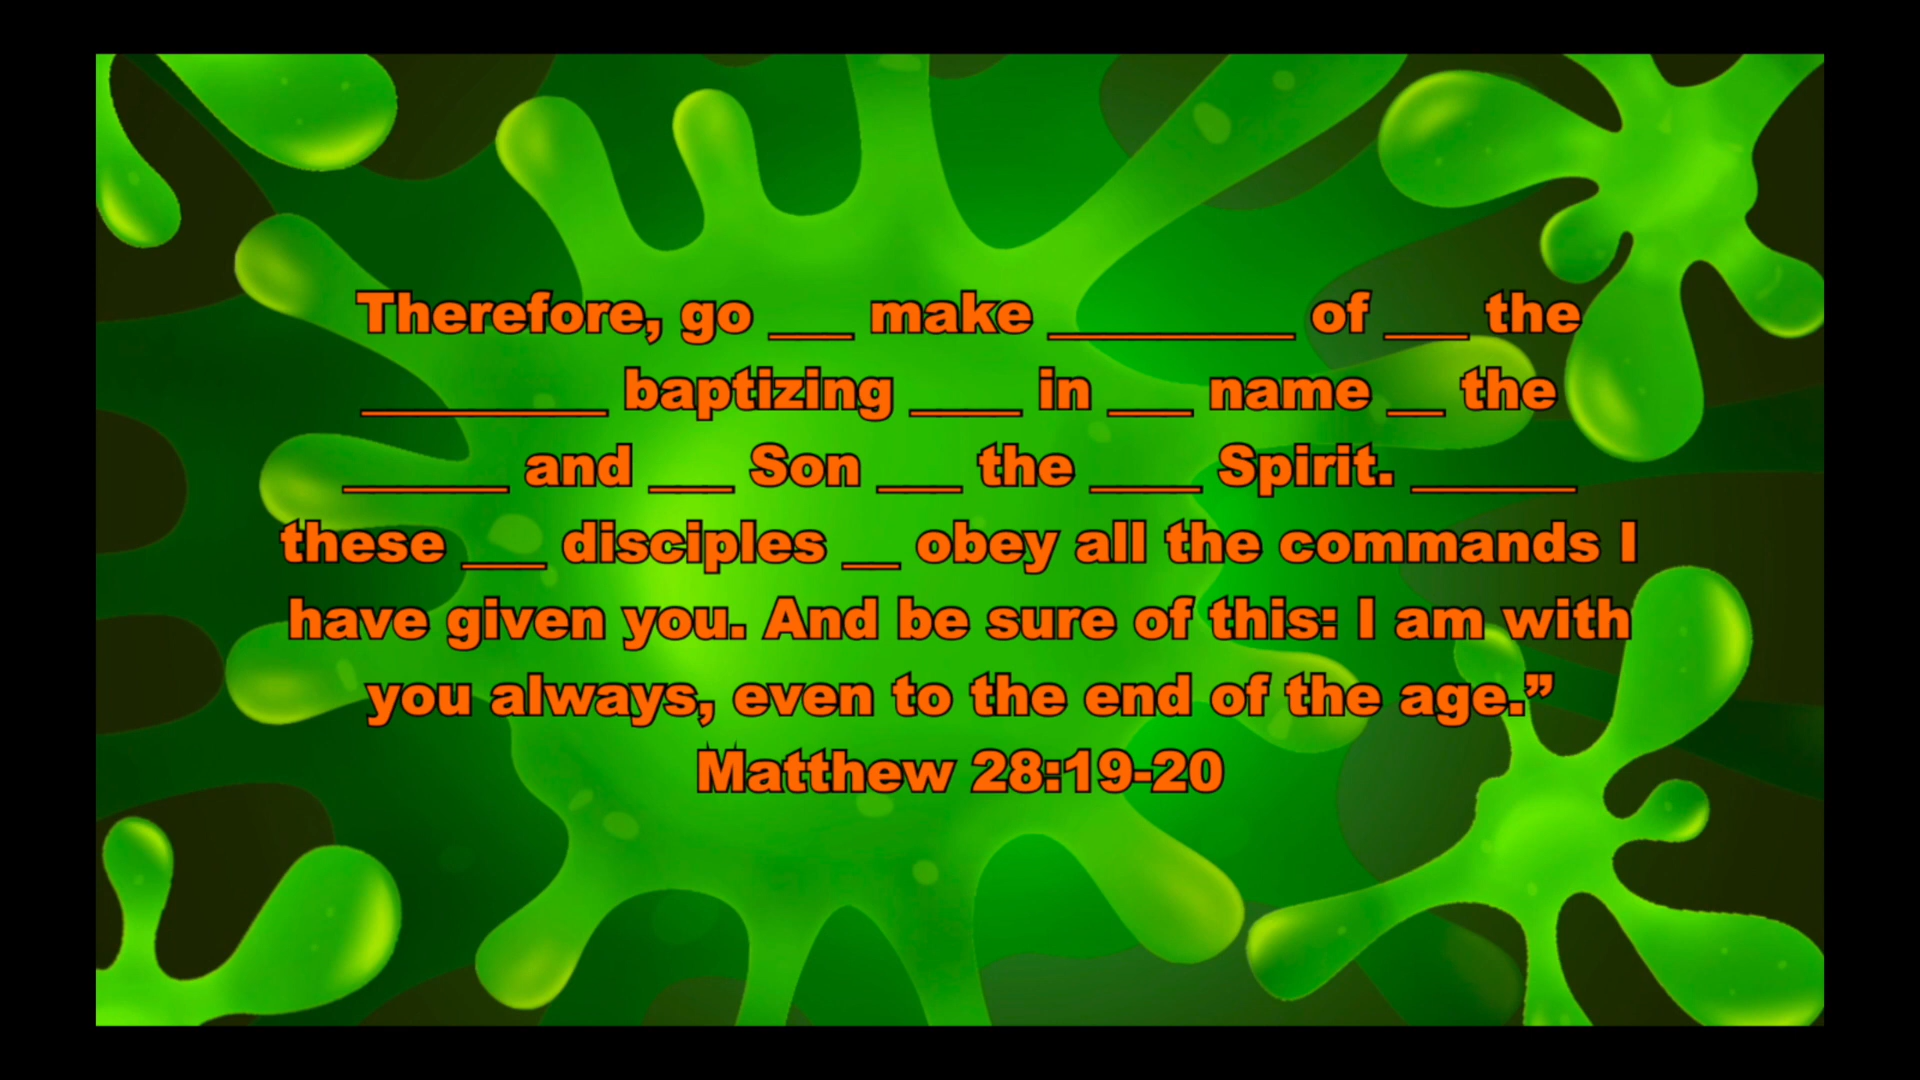 Therefore, go ___ make _________ of ___ the
_________ baptizing ____ in ___ name __ the
______ and ___ Son ___ the ____ Spirit. ______
these ___ disciples __ obey all the commands I
have given you. And be sure of this: I am with
you always, even to the end of the age.”
Matthew 28:19-20